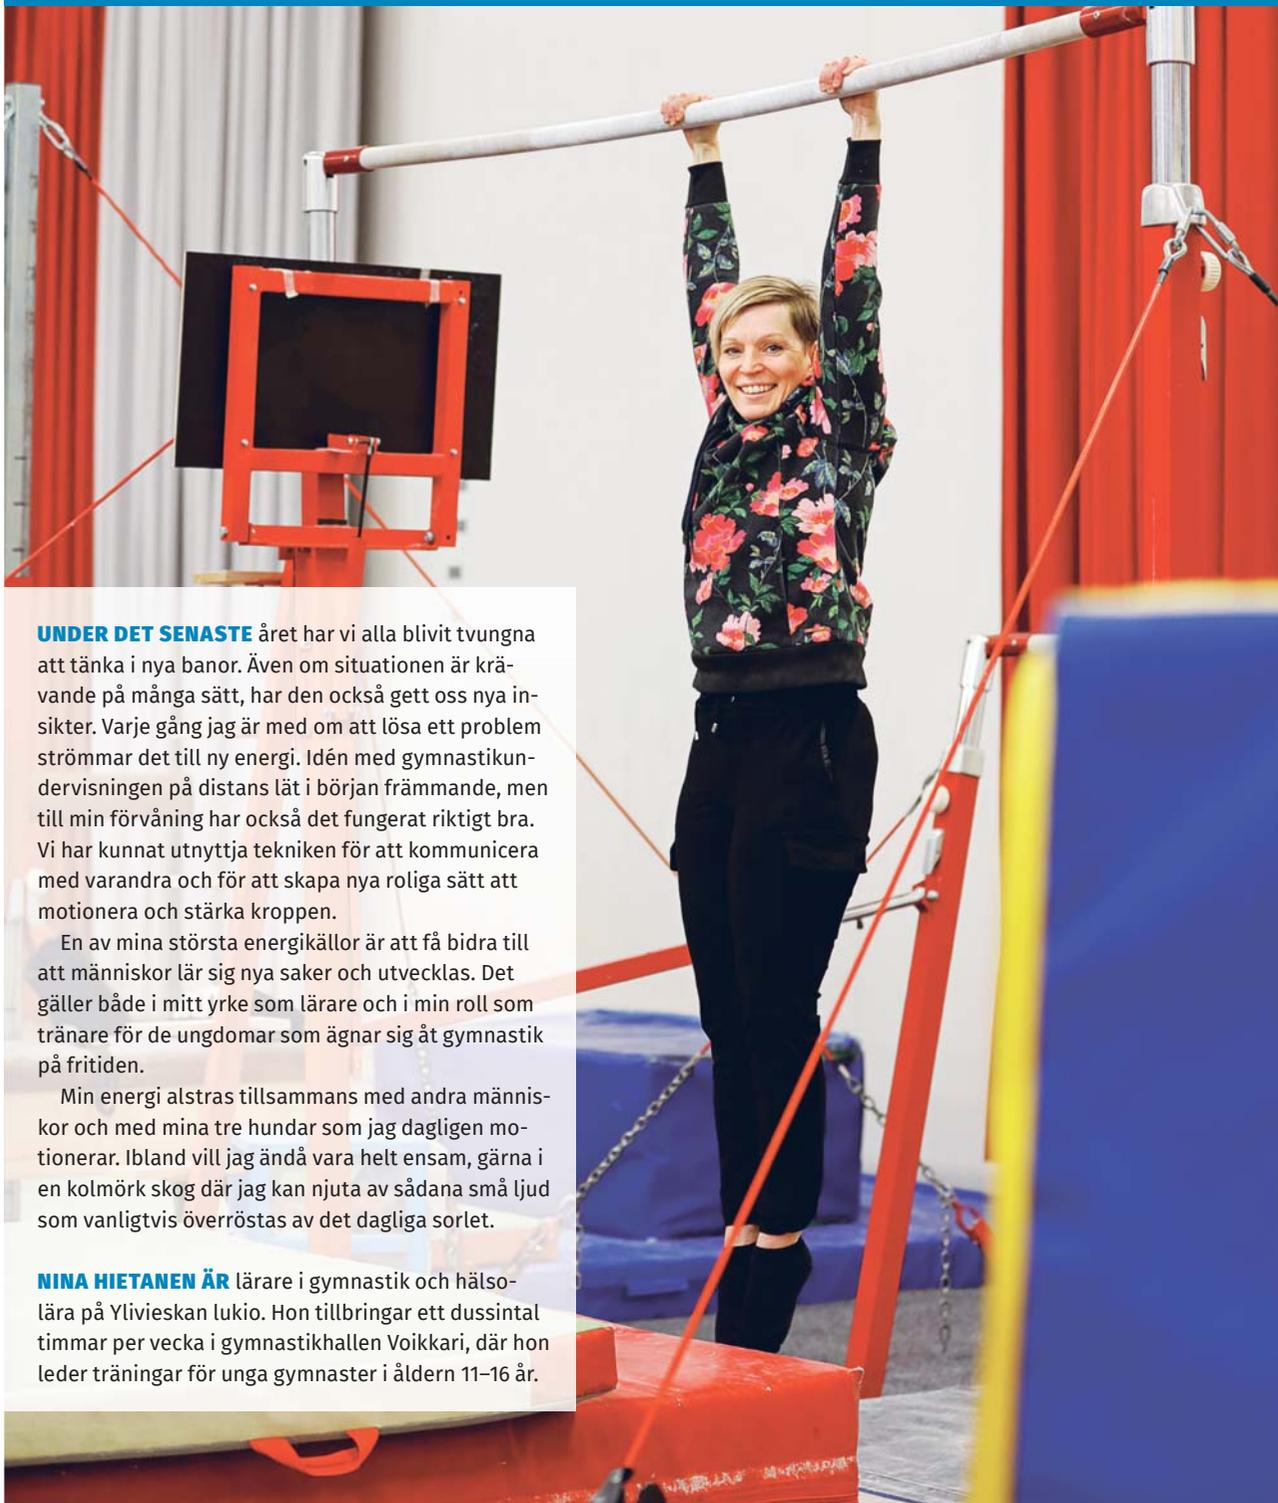 UNDER DET SENASTE året har vi alla blivit tvungna
att tänka i nya banor. Även om situationen är krä-
vande på många sätt, har den också gett oss nya in-
sikter. Varje gång jag är med om att lösa ett problem
strömmar det till ny energi. Idén med gymnastikun-
dervisningen på distans lät i början främmande, men
till min förvåning har också det fungerat riktigt bra.
Vi har kunnat utnyttja tekniken för att kommunicera
med varandra och för att skapa nya roliga sätt att
motionera och stärka kroppen.
En av mina största energikällor är att få bidra till
att människor lär sig nya saker och utvecklas. Det
gäller både i mitt yrke som lärare och i min roll som
tränare för de ungdomar som ägnar sig åt gymnastik
på fritiden.
Min energi alstras tillsammans med andra männis-
kor och med mina tre hundar som jag dagligen mo-
tionerar. Ibland vill jag ändå vara helt ensam, gärna i
en kolmörk skog där jag kan njuta av sådana små ljud
som vanligtvis överröstas av det dagliga sorlet.
NINA HIETANEN ÄR lärare i gymnastik och hälso-
lära på Ylivieskan lukio. Hon tillbringar ett dussintal
timmar per vecka i gymnastikhallen Voikkari, där hon
leder träningar för unga gymnaster i åldern 11–16 år.